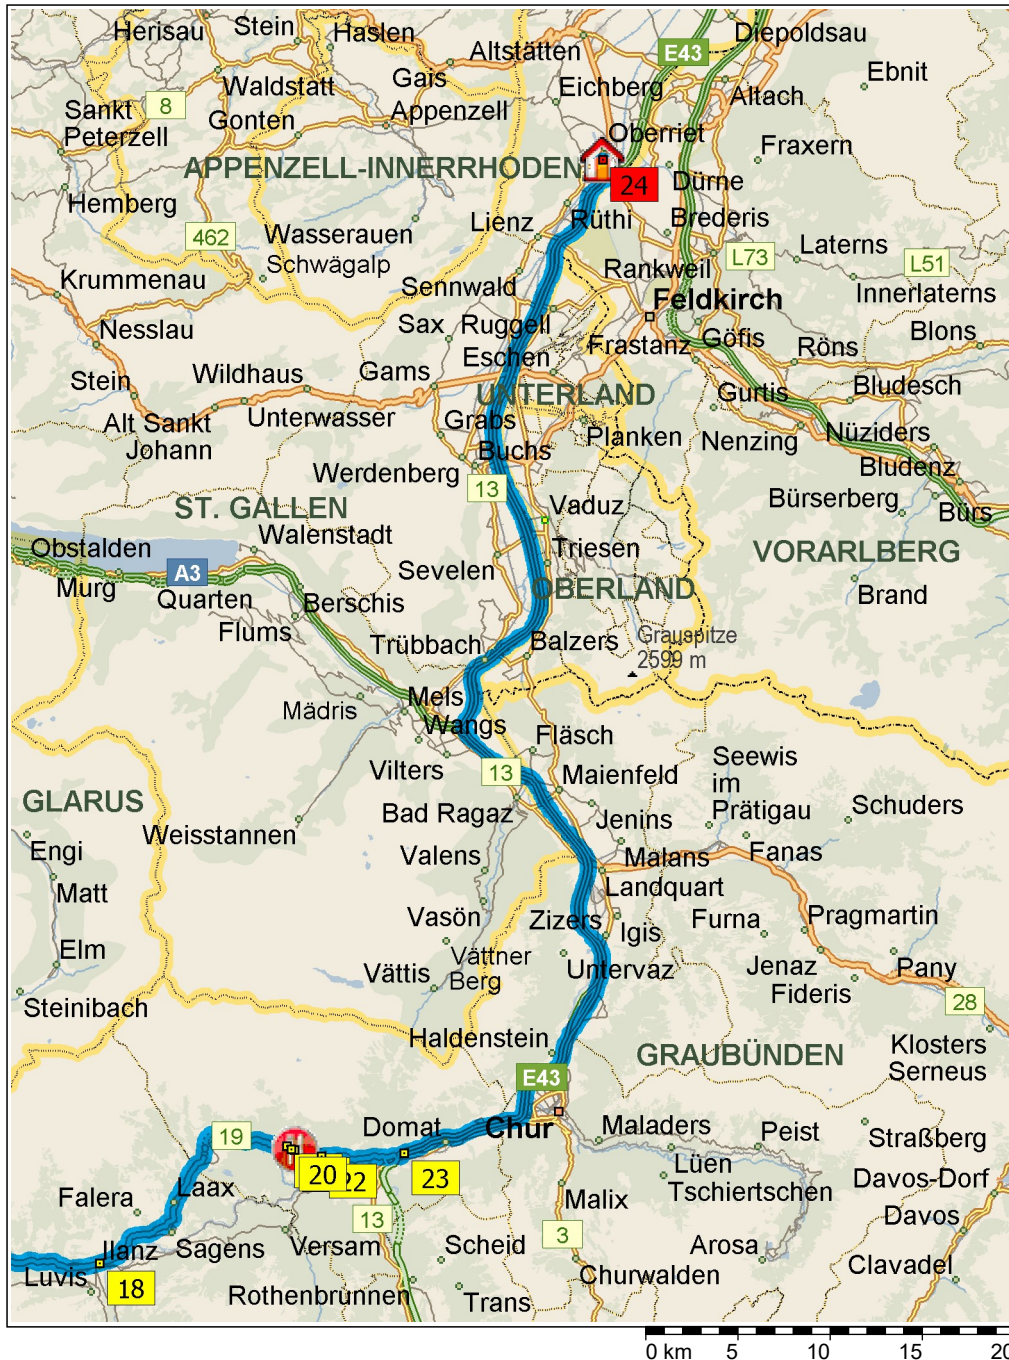 Herisau
Stein
Haslen
Altstätten
E43
Diepoldsau
Waldstatt
Gais
Eichberg
Ebnit
8
Sankt
Peterzell
Gonten
Appenzell
Altach
Oberriet
Fraxern
APPENZELL-INNERRHODEN
24
Dürne
Hemberg
462
Wasserauen
Lienz
Rüthi
Brederis
Schwägalp
L73
Laterns
L51
Krummenau
Sennwald
Rankweil
Innerlaterns
Nesslau
Sax
Ruggell
Feldkirch
Göfis
Blons
Eschen
Frastanz
Röns
Stein
Wildhaus
Gams
UNTERLAND
Gurtis
Bludesch
Alt Sankt
Johann
Unterwasser
Grabs
Planken
Nenzing
Nüziders
Buchs
Werdenberg
Bludenz
13
Bürserberg
ST. GALLEN
Vaduz
Bürs
Walenstadt
Obstalden
Triesen
VORARLBERG
A3
Sevelen
Murg
Quarten
OBERLAND
Brand
Berschis
Flums
Trübbach
Balzers
Grauspitze
2599 m
Mels
Mädris
Wangs
Fläsch
Vilters
13
Maienfeld
Seewis
im
Prätigau
GLARUS
Bad Ragaz
Jenins
Schuders
Weisstannen
Engi
Valens
Malans
Fanas
Matt
Landquart
Vasön
Zizers
Igis
Furna
Pragmartin
Elm
Vättner
Berg
Vättis
Untervaz
Jenaz
Pany
Fideris
Steinibach
28
Haldenstein
GRAUBÜNDEN
Klosters
Serneus
E43
Domat
Chur
Maladers
Peist
Straßberg
19
20
22
23
Lüen
Tschiertschen
Davos-Dorf
Falera
Laax
13
Malix
Davos
Ilanz
Sagens
Versam
Scheid
3
Arosa
Clavadel
Luvis
18
Rothenbrunnen
Trans
Churwalden
0 km 5 10 15 20